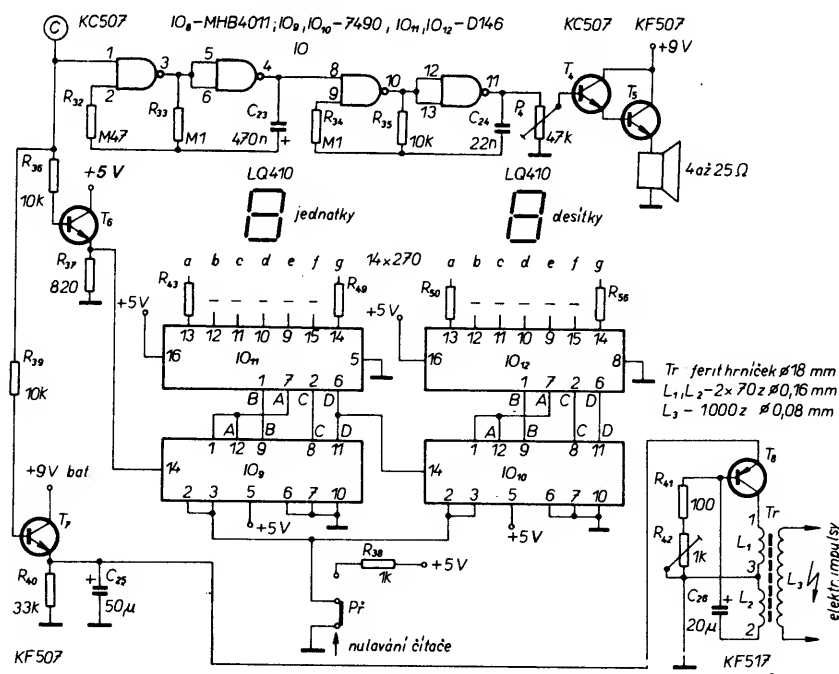 C
KC507
IO8-MHB4011; IO9, IO10-7490, IO11, IO12-D146
KC507
KF507
IO
+9 V
1
2
3
5
6
4
8
9
10
12
13
11
T4
T5
R32
M47
R33
M1
C23
470n
+
R34
M1
R35
10k
C24
22n
P4
47k
4 až 25 Ω
R36
10k
+5 V
T6
R37
820
LQ410
jednatky
LQ410
desítky
a b c d e f g
14×270
a b c d e f g
R43
R49
R50
R56
+5V
13 12 11 10 9 15 14
16
IO11
5
1 7 2 6
B A C D
+5V
13 12 11 10 9 15 14
16
IO12
8
1 7 2 6
B A C D
Tr ferit hrníček ø18 mm
L1, L2 - 2× 70 z ø0,16 mm
L3 - 1000 z ø0,08 mm
R39
10k
A B C D
1 12 9 8 11
14
IO9
2 3 5 6 7 10
+5 V
A B C D
1 12 9 8 11
14
IO10
2 3 5 6 7 10
+5V
+9V bat.
T7
R40
33k
+
C25
50μ
R38
1k
+5 V
Př
nulavání čítače
T8
R41
100
R42
1k
Tr
1
L1
3
L2
2
L3
C26
+
20μ
elektr. impulsy
KF507
KF517